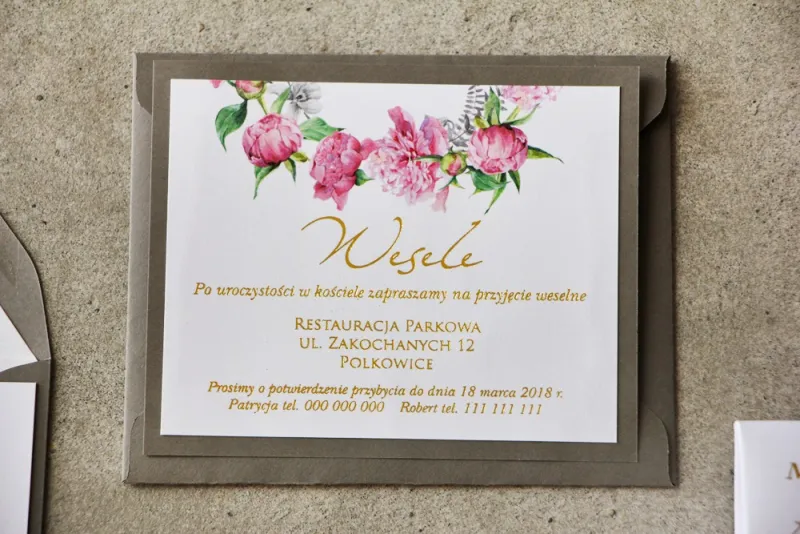 Wesele
Po uroczystości w kościele zapraszamy na przyjęcie weselne
RESTAURACJA PARKOWA
UL. ZAKOCHANYCH 12
POLKOWICE
Prosimy o potwierdzenie przybycia do dnia 18 marca 2018 r.
Patrycja tel. 000 000 000 Robert tel. 111 111 111